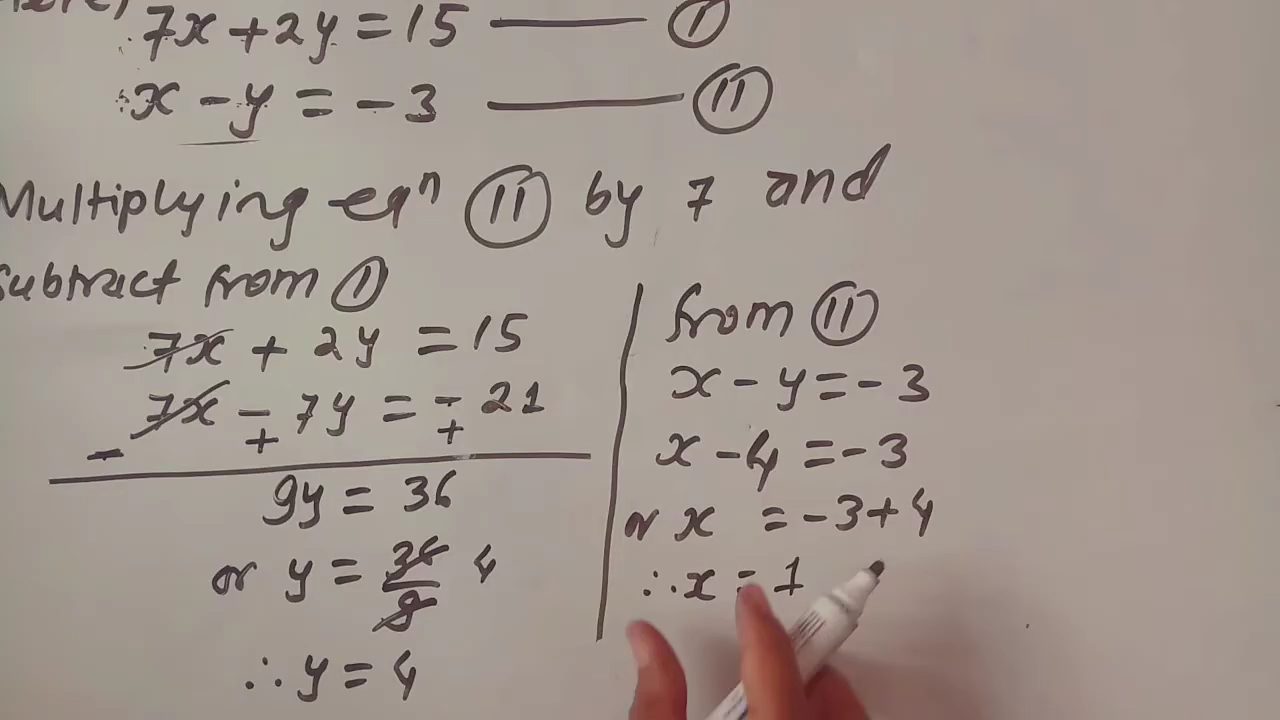 7x + 2y = 15 —— (I)
x - y = -3 —— (II)
Multiplying eqⁿ (II) by 7 and
Subtract from (I)
7x + 2y = 15
7x - 7y = - 21
- + +
9y = 36
or y = 36/9 4
∴ y = 4
from (II)
x - y = -3
x - 4 = -3
or x = -3 + 4
∴ x = 1